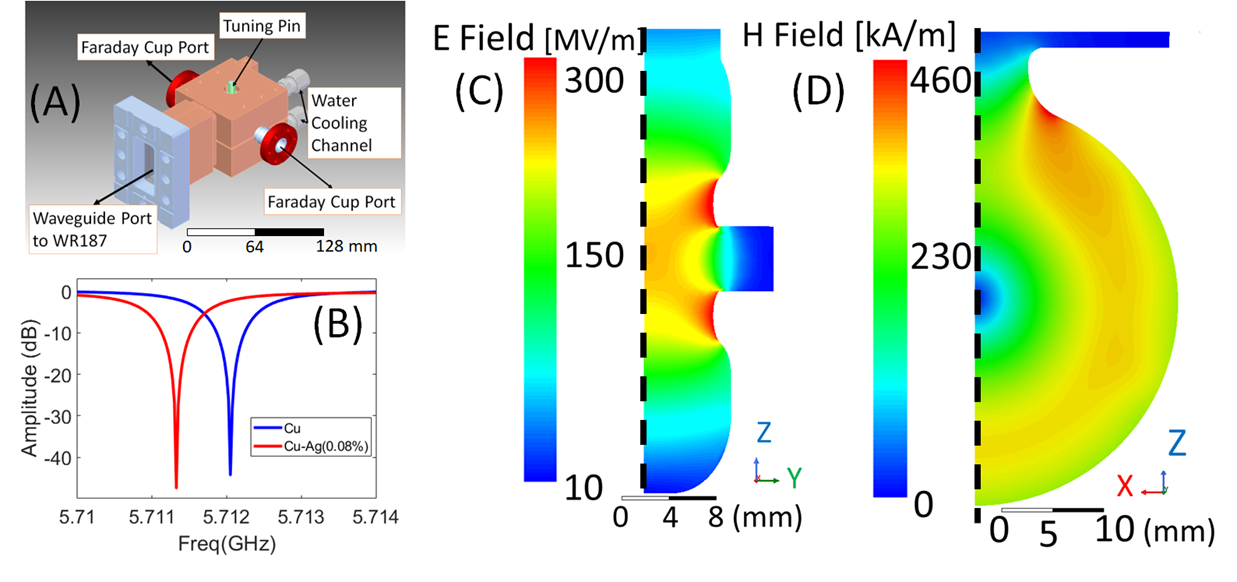 (A)
Faraday Cup Port
Tuning Pin
Water
Cooling
Channel
Faraday Cup Port
Waveguide Port
to WR187
0 64 128 mm
(B)
Amplitude (dB)
0
-10
-20
-30
-40
Cu
Cu-Ag(0.08%)
5.71 5.711 5.712 5.713 5.714
Freq(GHz)
E Field [MV/m]
(C)
300
150
10
Z
Y
0 4 8 (mm)
H Field [kA/m]
(D)
460
230
0
Z
X
0 5 10 (mm)